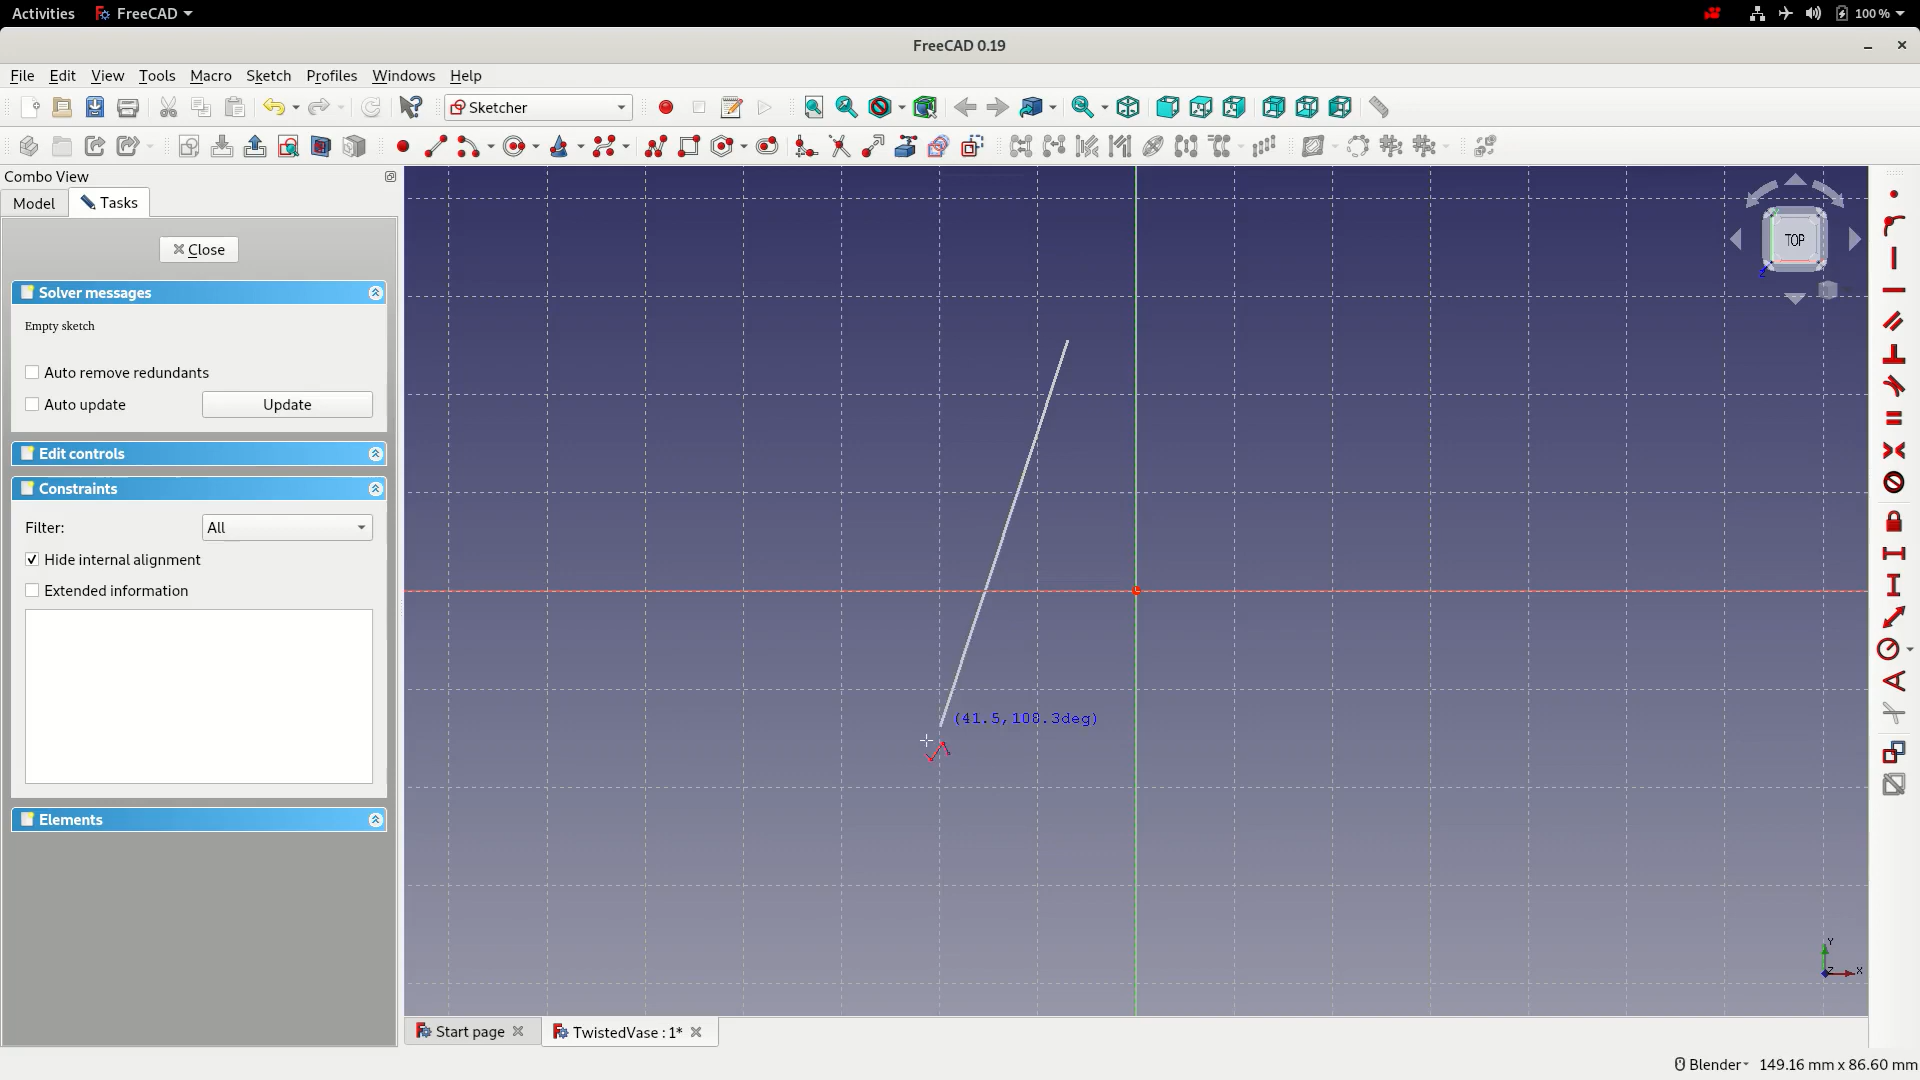 Activities
FreeCAD
100 %
FreeCAD 0.19
File Edit View Tools Macro Sketch Profiles Windows Help
Sketcher
Combo View
Model
Tasks
Close
Solver messages
Empty sketch
Auto remove redundants
Auto update
Update
Edit controls
Constraints
Filter:
All
Hide internal alignment
Extended information
Elements
TOP
Z
(41.5,108.3deg)
Y
Z
X
Start page
TwistedVase : 1*
Blender
149.16 mm x 86.60 mm